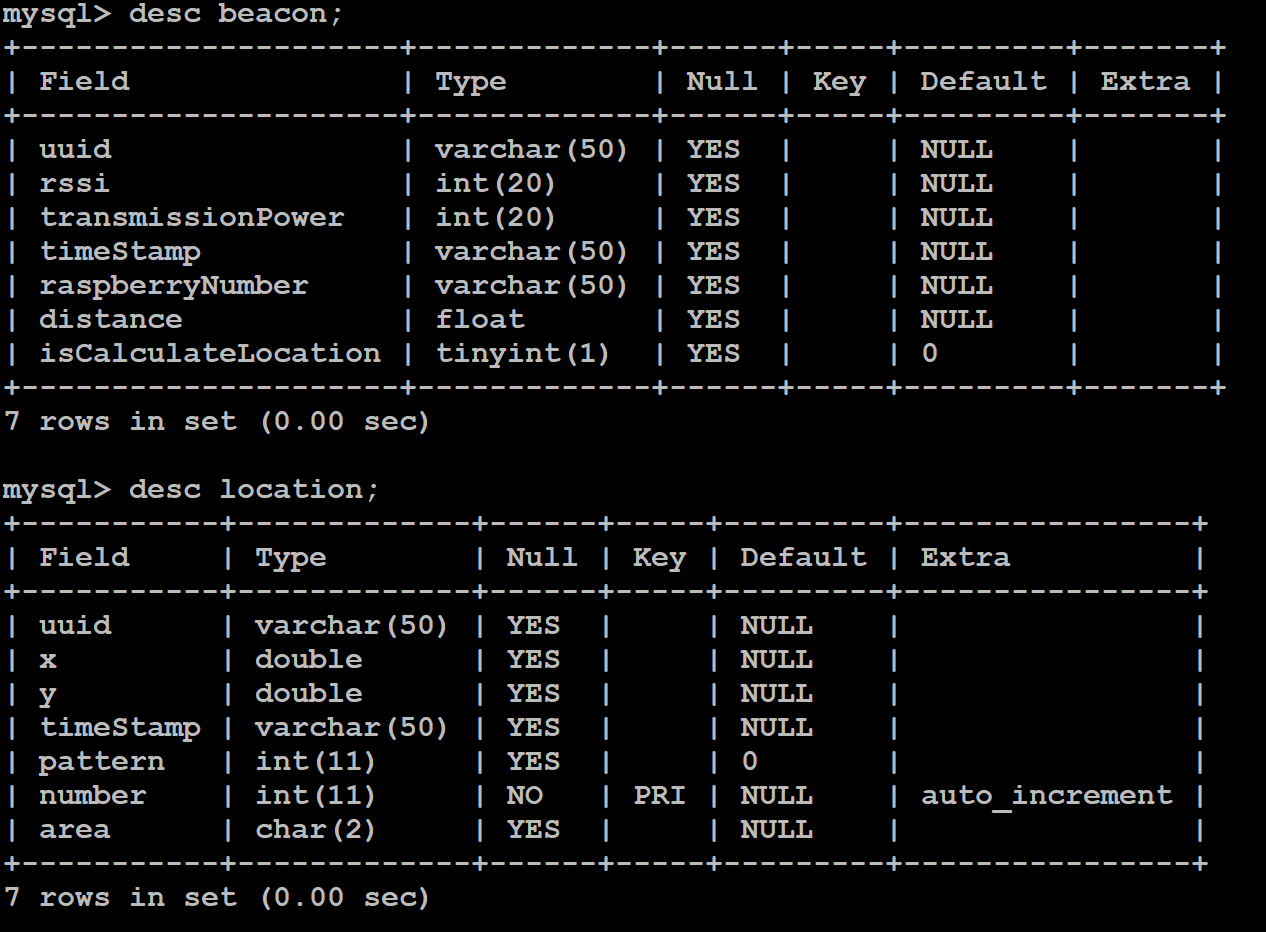 mysql> desc beacon;
+---------------------+-------------+------+-----+---------+-------+
| Field               | Type        | Null | Key | Default | Extra |
+---------------------+-------------+------+-----+---------+-------+
| uuid                | varchar(50) | YES  |     | NULL    |       |
| rssi                | int(20)     | YES  |     | NULL    |       |
| transmissionPower   | int(20)     | YES  |     | NULL    |       |
| timeStamp           | varchar(50) | YES  |     | NULL    |       |
| raspberryNumber     | varchar(50) | YES  |     | NULL    |       |
| distance            | float       | YES  |     | NULL    |       |
| isCalculateLocation | tinyint(1)  | YES  |     | 0       |       |
+---------------------+-------------+------+-----+---------+-------+
7 rows in set (0.00 sec)

mysql> desc location;
+-----------+-------------+------+-----+---------+----------------+
| Field     | Type        | Null | Key | Default | Extra          |
+-----------+-------------+------+-----+---------+----------------+
| uuid      | varchar(50) | YES  |     | NULL    |                |
| x         | double      | YES  |     | NULL    |                |
| y         | double      | YES  |     | NULL    |                |
| timeStamp | varchar(50) | YES  |     | NULL    |                |
| pattern   | int(11)     | YES  |     | 0       |                |
| number    | int(11)     | NO   | PRI | NULL    | auto_increment |
| area      | char(2)     | YES  |     | NULL    |                |
+-----------+-------------+------+-----+---------+----------------+
7 rows in set (0.00 sec)